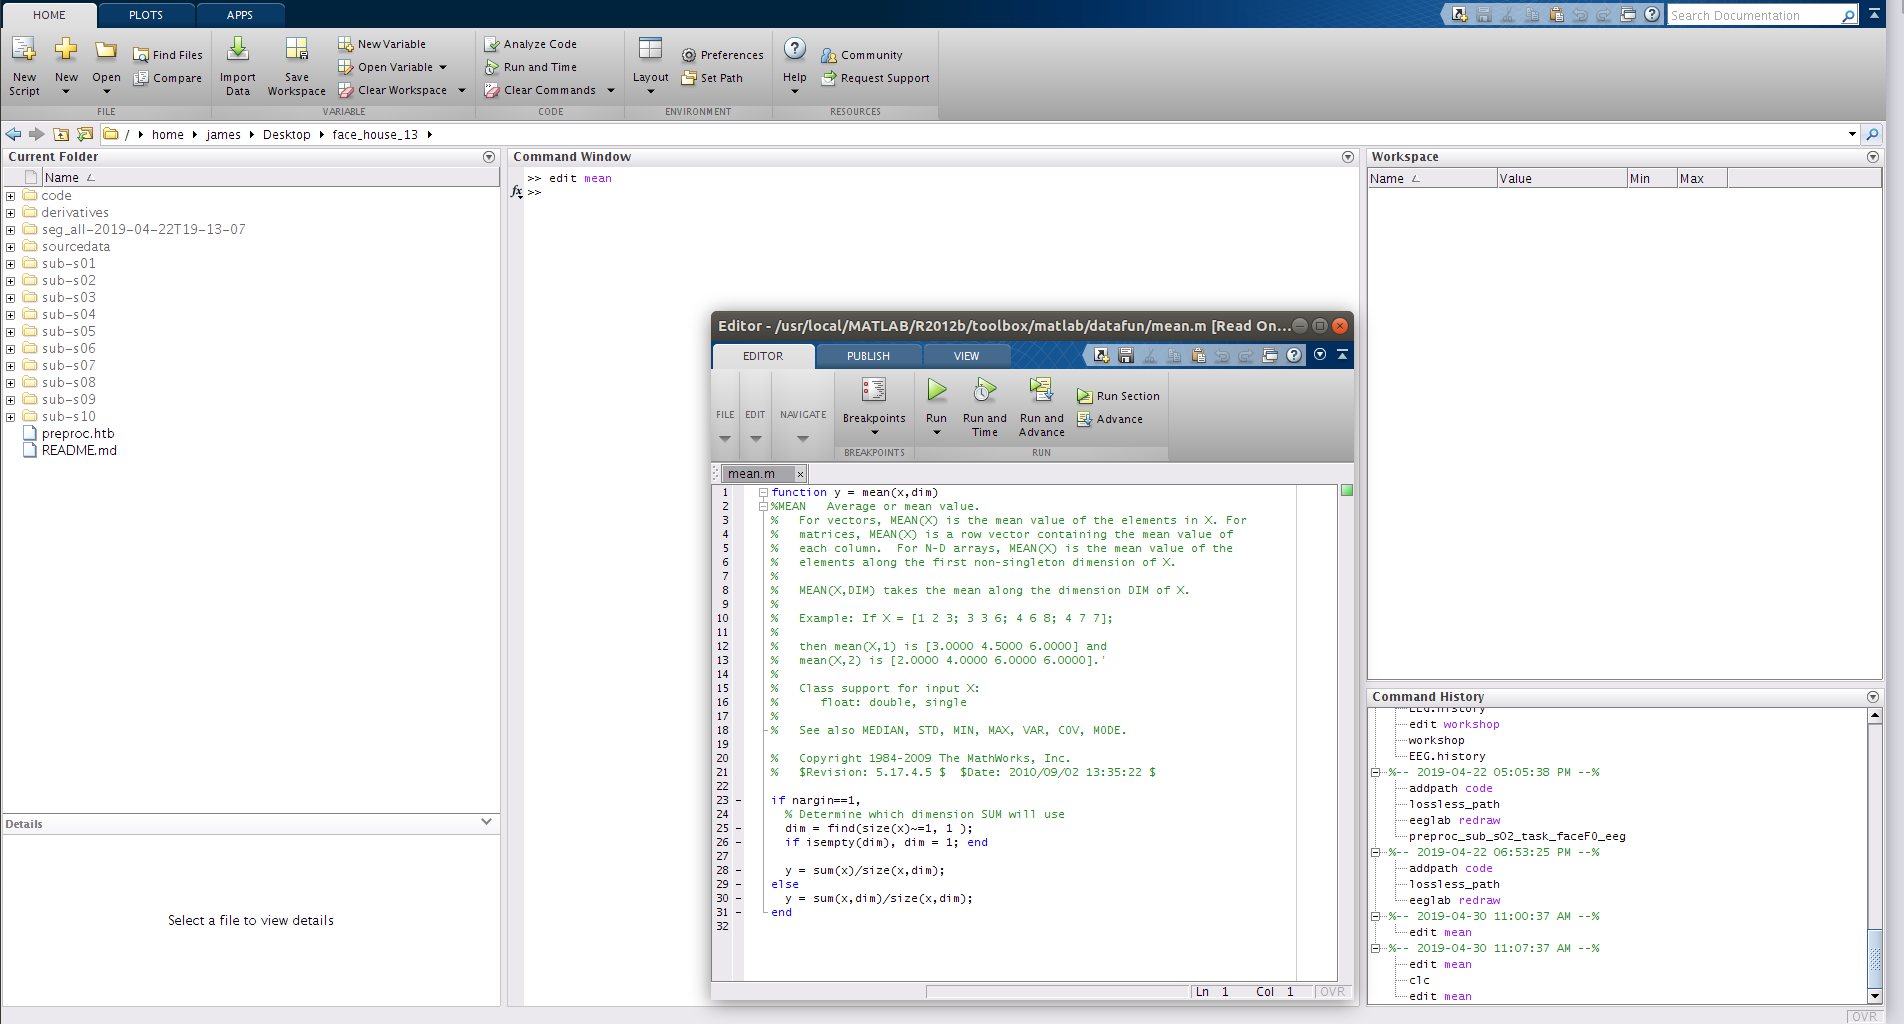 HOME PLOTS APPS
Search Documentation
New Script
New
Open
Find Files
Compare
FILE
Import Data
Save Workspace
New Variable
Open Variable
Clear Workspace
VARIABLE
Analyze Code
Run and Time
Clear Commands
CODE
Layout
Preferences
Set Path
ENVIRONMENT
Help
Community
Request Support
RESOURCES
/ home james Desktop face_house_13
Current Folder
Name
code
derivatives
seg_all-2019-04-22T19-13-07
sourcedata
sub-s01
sub-s02
sub-s03
sub-s04
sub-s05
sub-s06
sub-s07
sub-s08
sub-s09
sub-s10
preproc.htb
README.md
Details
Select a file to view details
Command Window
>> edit mean
fx >>
Editor - /usr/local/MATLAB/R2012b/toolbox/matlab/datafun/mean.m [Read On...
EDITOR PUBLISH VIEW
FILE
EDIT
NAVIGATE
Breakpoints
BREAKPOINTS
Run
Run and Time
Run and Advance
Run Section
Advance
RUN
mean.m
1 function y = mean(x,dim)
2 %MEAN   Average or mean value.
3 %   For vectors, MEAN(X) is the mean value of the elements in X. For
4 %   matrices, MEAN(X) is a row vector containing the mean value of
5 %   each column.  For N-D arrays, MEAN(X) is the mean value of the
6 %   elements along the first non-singleton dimension of X.
7 %
8 %   MEAN(X,DIM) takes the mean along the dimension DIM of X.
9 %
10 %   Example: If X = [1 2 3; 3 3 6; 4 6 8; 4 7 7];
11 %
12 %   then mean(X,1) is [3.0000 4.5000 6.0000] and
13 %   mean(X,2) is [2.0000 4.0000 6.0000 6.0000].'
14 %
15 %   Class support for input X:
16 %      float: double, single
17 %
18 %   See also MEDIAN, STD, MIN, MAX, VAR, COV, MODE.
19
20 %   Copyright 1984-2009 The MathWorks, Inc.
21 %   $Revision: 5.17.4.5 $  $Date: 2010/09/02 13:35:22 $
22
23 - if nargin==1,
24   % Determine which dimension SUM will use
25 -   dim = find(size(x)~=1, 1 );
26 -   if isempty(dim), dim = 1; end
27
28 -   y = sum(x)/size(x,dim);
29 - else
30 -   y = sum(x,dim)/size(x,dim);
31 - end
32
Ln 1 Col 1 OVR
Workspace
Name Value Min Max
Command History
EEG.history
edit workshop
workshop
EEG.history
%-- 2019-04-22 05:05:38 PM --%
addpath code
lossless_path
eeglab redraw
preproc_sub_s02_task_faceFO_eeg
%-- 2019-04-22 06:53:25 PM --%
addpath code
lossless_path
eeglab redraw
%-- 2019-04-30 11:00:37 AM --%
edit mean
%-- 2019-04-30 11:07:37 AM --%
edit mean
clc
edit mean
OVR